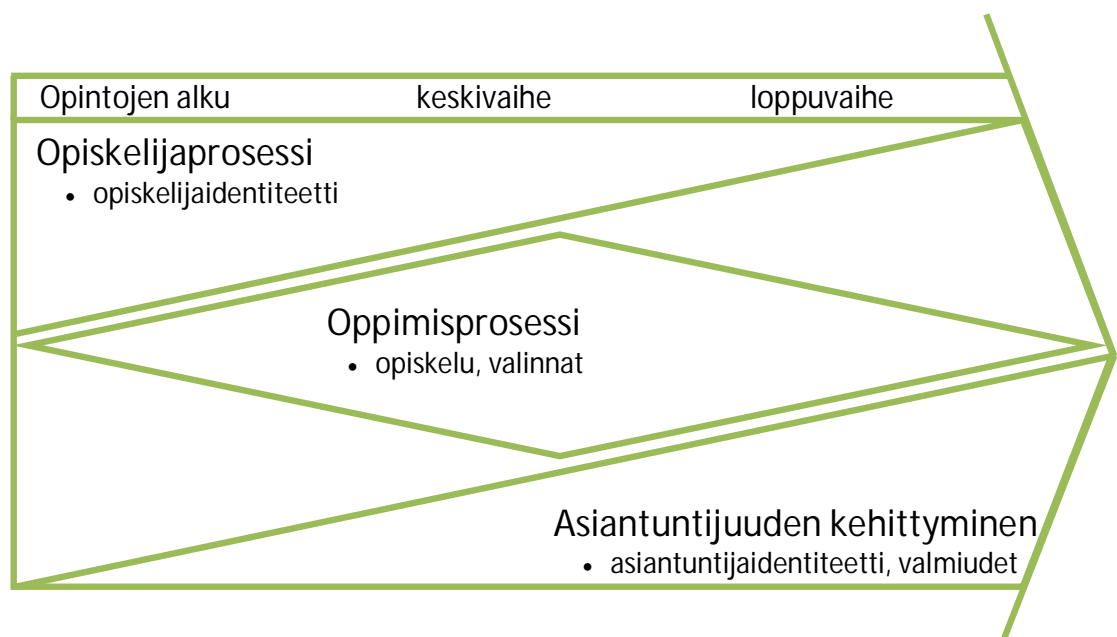 Opintojen alku keskivaihe loppuvaihe
Opiskelijaprosessi
• opiskelijaidentiteetti
Oppimisprosessi
• opiskelu, valinnat
Asiantuntijuuden kehittyminen
• asiantuntijaidentiteetti, valmiudet